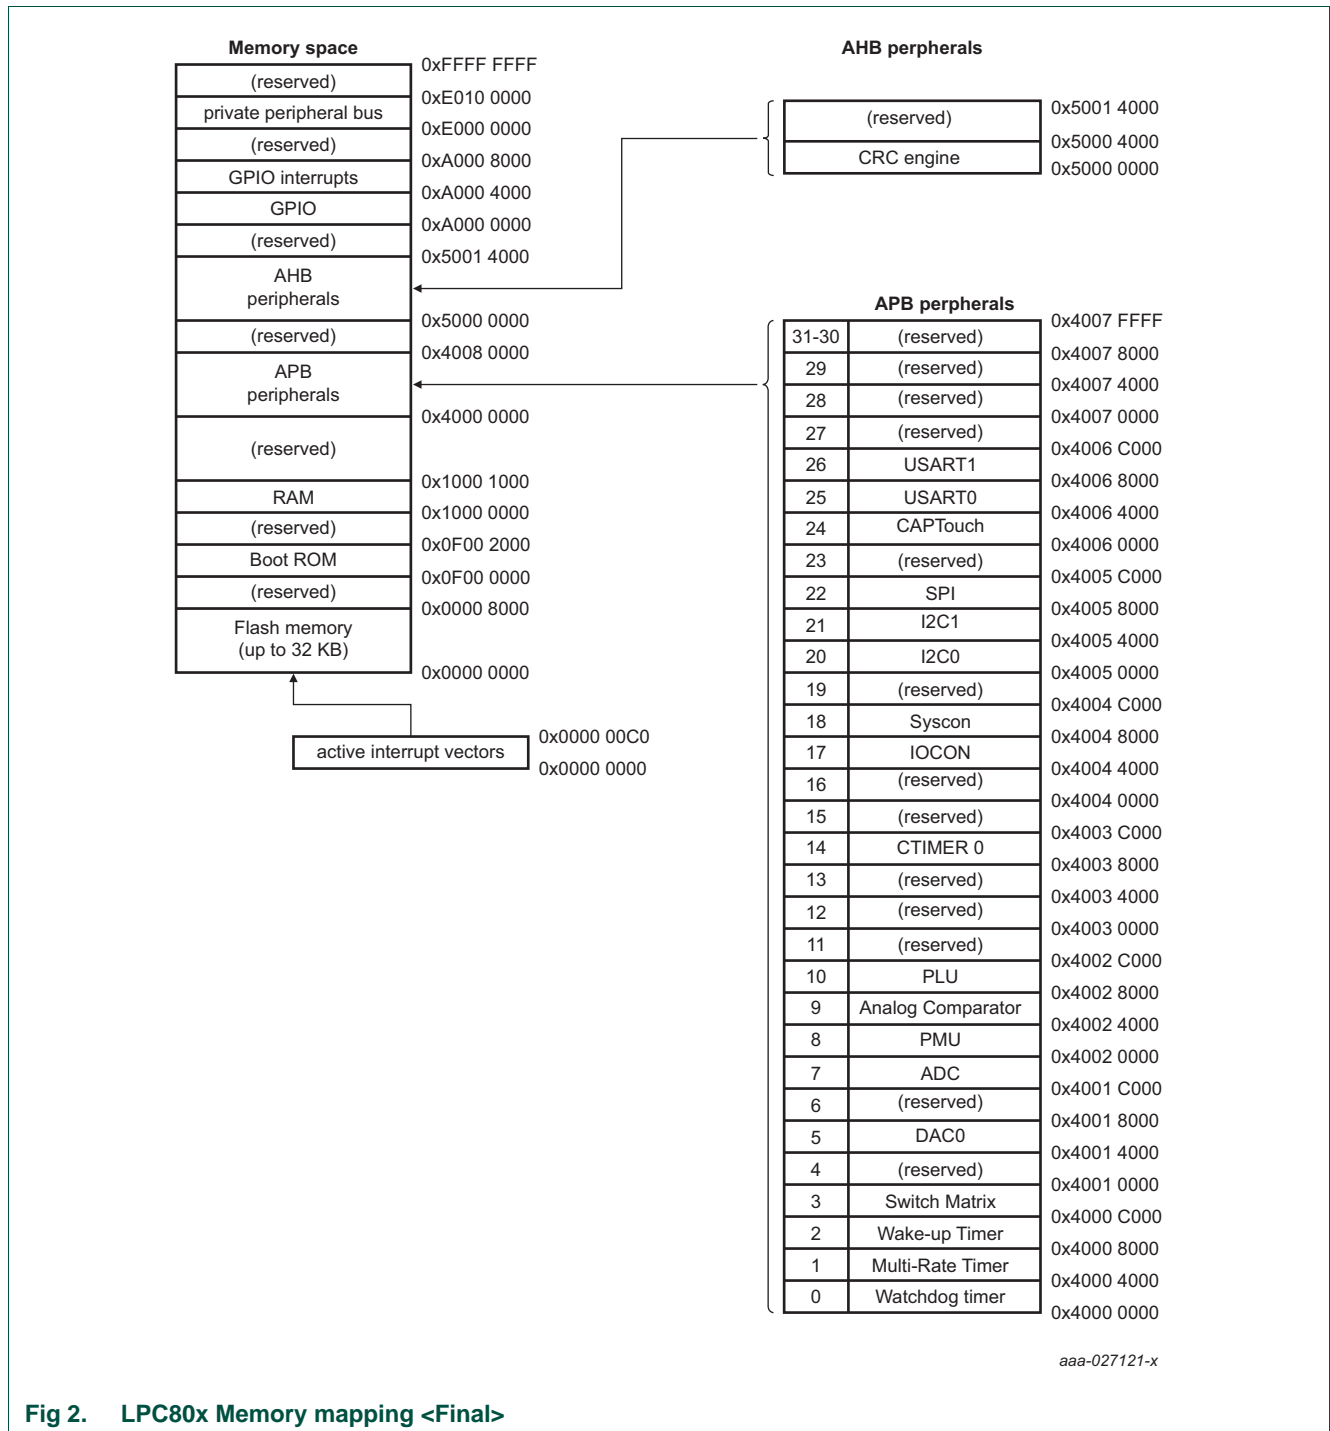 Memory space
0xFFFF FFFF
(reserved)
0xE010 0000
private peripheral bus
0xE000 0000
(reserved)
0xA000 8000
GPIO interrupts
0xA000 4000
GPIO
0xA000 0000
(reserved)
0x5001 4000
AHB
peripherals
0x5000 0000
(reserved)
0x4008 0000
APB
peripherals
0x4000 0000
(reserved)
0x1000 1000
RAM
0x1000 0000
(reserved)
0x0F00 2000
Boot ROM
0x0F00 0000
(reserved)
0x0000 8000
Flash memory
(up to 32 KB)
0x0000 0000
active interrupt vectors
0x0000 00C0
0x0000 0000
AHB perpherals
0x5001 4000
(reserved)
0x5000 4000
CRC engine
0x5000 0000
APB perpherals
0x4007 FFFF
31-30 (reserved)
0x4007 8000
29 (reserved)
0x4007 4000
28 (reserved)
0x4007 0000
27 (reserved)
0x4006 C000
26 USART1
0x4006 8000
25 USART0
0x4006 4000
24 CAPTouch
0x4006 0000
23 (reserved)
0x4005 C000
22 SPI
0x4005 8000
21 I2C1
0x4005 4000
20 I2C0
0x4005 0000
19 (reserved)
0x4004 C000
18 Syscon
0x4004 8000
17 IOCON
0x4004 4000
16 (reserved)
0x4004 0000
15 (reserved)
0x4003 C000
14 CTIMER 0
0x4003 8000
13 (reserved)
0x4003 4000
12 (reserved)
0x4003 0000
11 (reserved)
0x4002 C000
10 PLU
0x4002 8000
9 Analog Comparator
0x4002 4000
8 PMU
0x4002 0000
7 ADC
0x4001 C000
6 (reserved)
0x4001 8000
5 DAC0
0x4001 4000
4 (reserved)
0x4001 0000
3 Switch Matrix
0x4000 C000
2 Wake-up Timer
0x4000 8000
1 Multi-Rate Timer
0x4000 4000
0 Watchdog timer
0x4000 0000
aaa-027121-x
Fig 2. LPC80x Memory mapping <Final>